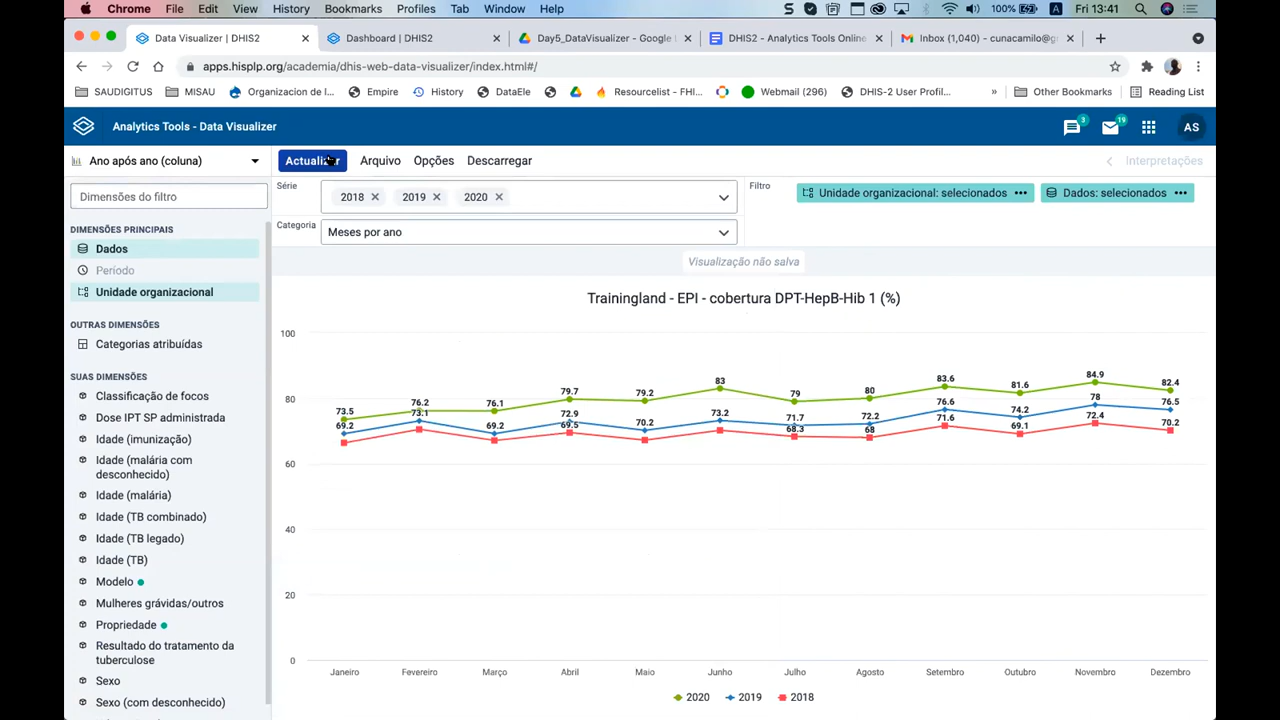 Chrome File Edit View History Bookmarks Profiles Tab Window Help 100% A Fri 13:41
Data Visualizer | DHIS2 Dashboard | DHIS2 Day5_DataVisualizer - Google DHIS2 - Analytics Tools Online Inbox (1,040) - cunacamilo@g
apps.hisplp.org/academia/dhis-web-data-visualizer/index.html#/
SAUDIGITUS MISAU Organizacion de I... Empire History DataEle Resourcelist - FHI... Webmail (296) DHIS-2 User Profil... » Other Bookmarks Reading List
Analytics Tools - Data Visualizer 3 19 AS
Ano após ano (coluna) Actualizar Arquivo Opções Descarregar Interpretações
Dimensões do filtro
DIMENSÕES PRINCIPAIS
Dados
Período
Unidade organizacional
OUTRAS DIMENSÕES
Categorias atribuídas
SUAS DIMENSÕES
Classificação de focos
Dose IPT SP administrada
Idade (imunização)
Idade (malária com
desconhecido)
Idade (malária)
Idade (TB combinado)
Idade (TB legado)
Idade (TB)
Modelo
Mulheres grávidas/outros
Propriedade
Resultado do tratamento da
tuberculose
Sexo
Sexo (com desconhecido)
Série 2018 2019 2020
Filtro Unidade organizacional: selecionados ••• Dados: selecionados •••
Categoria Meses por ano
Visualização não salva
Trainingland - EPI - cobertura DPT-HepB-Hib 1 (%)
100
80
60
40
20
0
73.5 76.2 76.1 79.7 79.2 83 79 80 83.6 81.6 84.9 82.4
69.2 73.1 69.2 72.9 70.2 73.2 71.7 72.2 76.6 74.2 78 76.5
69.5 68.3 68 71.6 69.1 72.4 70.2
Janeiro Fevereiro Março Abril Maio Junho Julho Agosto Setembro Outubro Novembro Dezembro
2020 2019 2018